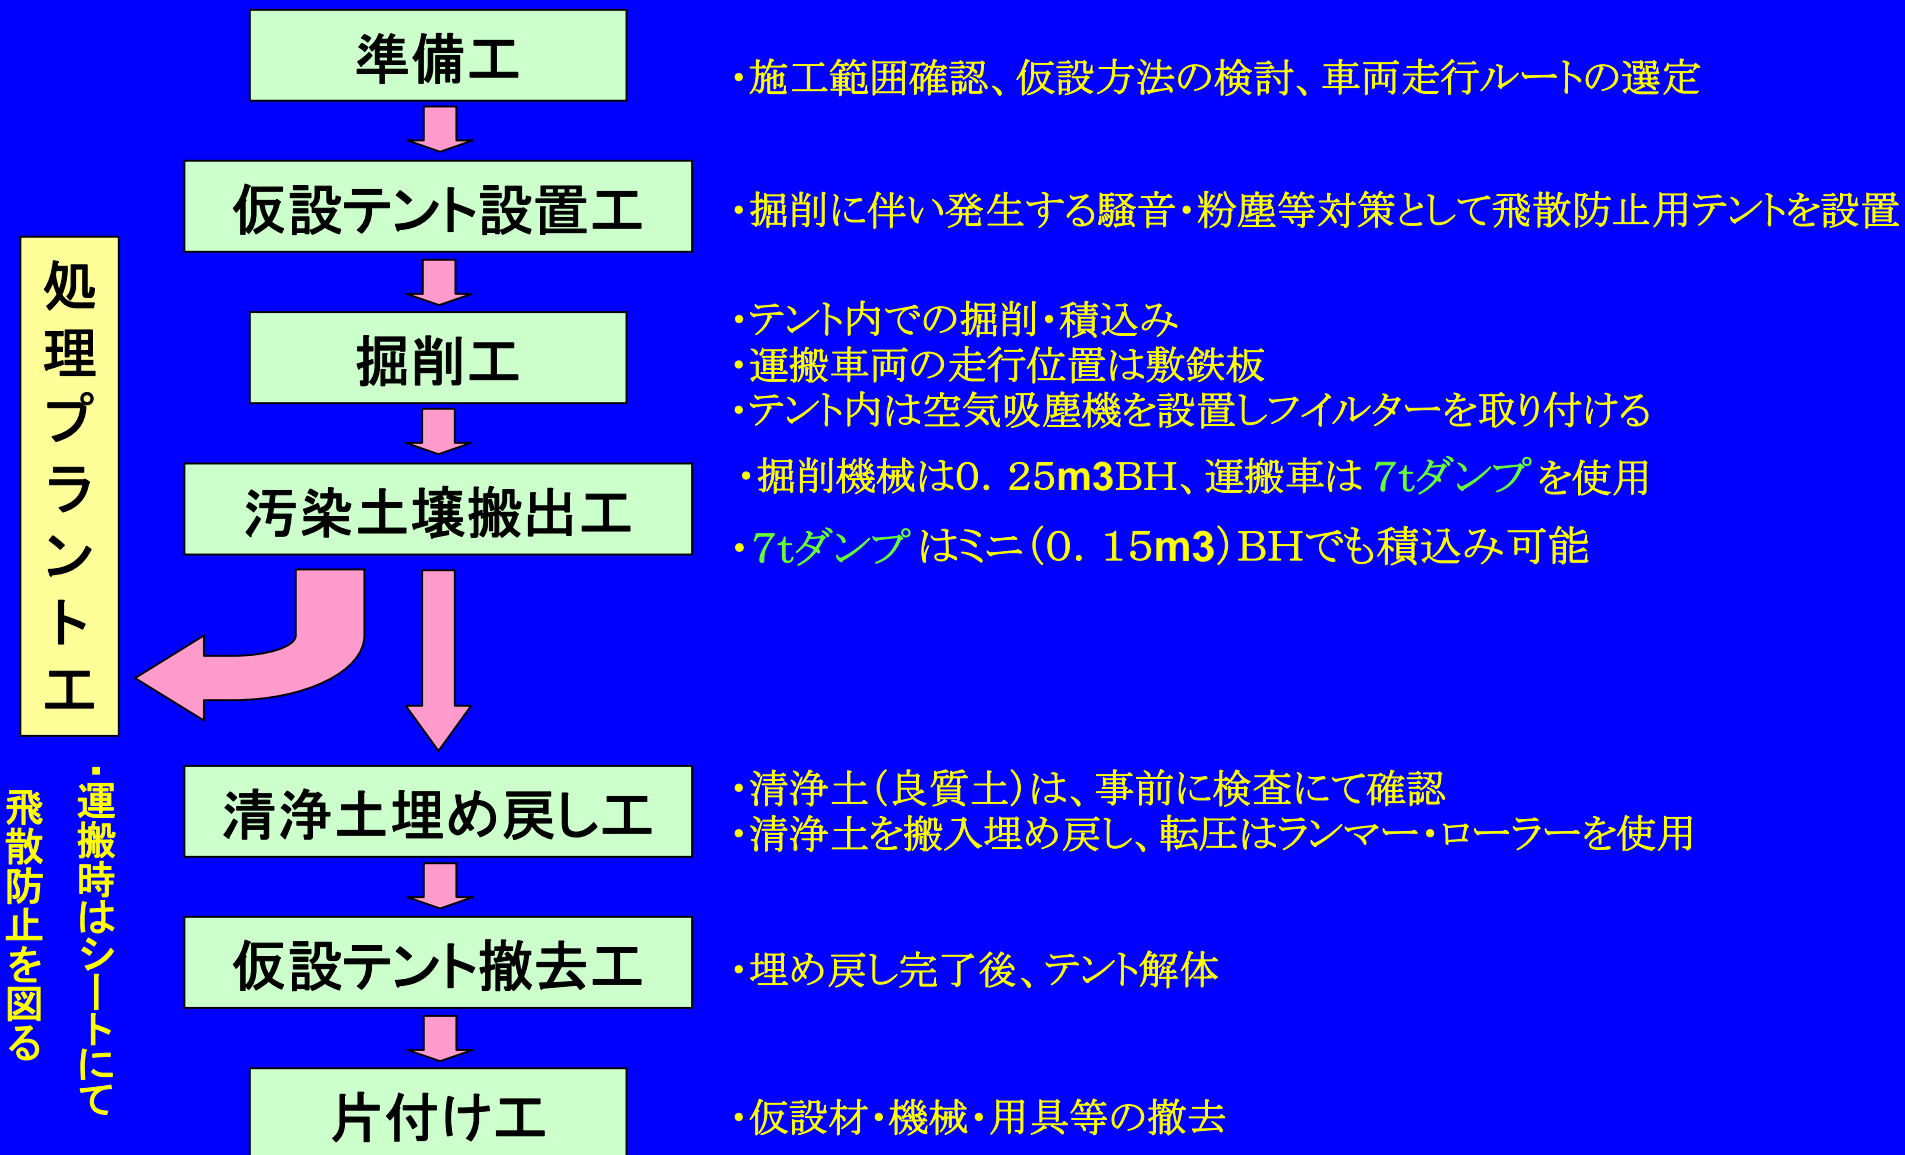 準備工
・施工範囲確認、仮設方法の検討、車両走行ルートの選定
仮設テント設置工
・掘削に伴い発生する騒音・粉塵等対策として飛散防止用テントを設置
掘削工
・テント内での掘削・積込み
・運搬車両の走行位置は敷鉄板
・テント内は空気吸塵機を設置しフイルターを取り付ける
汚染土壌搬出工
・掘削機械は0．25m3BH、運搬車は 7tダンプ を使用
・7tダンプ はミニ（0．15m3）BHでも積込み可能
処理プラント工
・運搬時はシートにて
飛散防止を図る
清浄土埋め戻し工
・清浄土（良質土）は、事前に検査にて確認
・清浄土を搬入埋め戻し、転圧はランマー・ローラーを使用
仮設テント撤去工
・埋め戻し完了後、テント解体
片付け工
・仮設材・機械・用具等の撤去